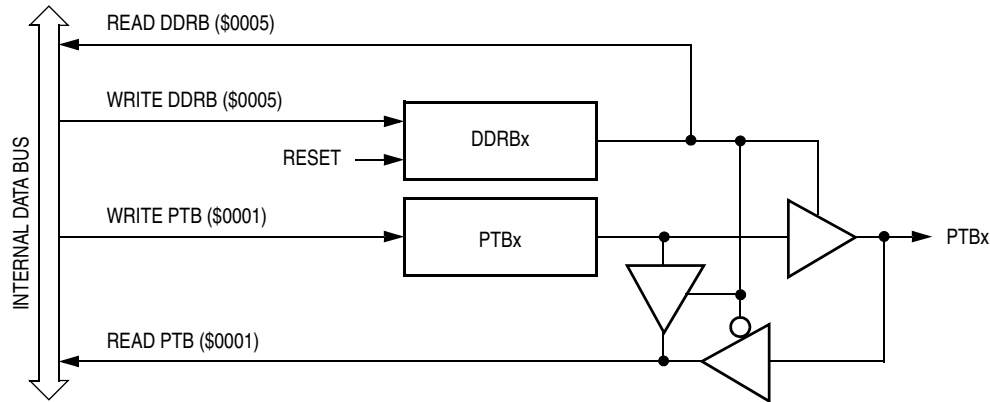 READ DDRB ($0005)
WRITE DDRB ($0005)
DDRBx
RESET
INTERNAL DATA BUS
WRITE PTB ($0001)
PTBx
PTBx
READ PTB ($0001)